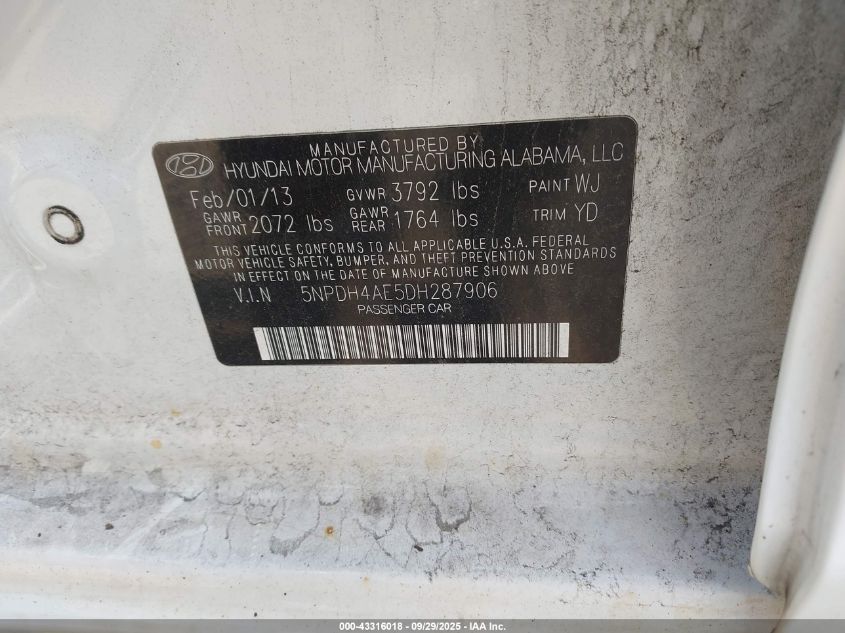 MANUFACTURED BY
HYUNDAI MOTOR MANUFACTURING ALABAMA, LLC
Feb/01/13 GVWR 3792 lbs PAINT WJ
GAWR FRONT 2072 lbs GAWR REAR 1764 lbs TRIM YD
THIS VEHICLE CONFORMS TO ALL APPLICABLE U.S.A. FEDERAL
MOTOR VEHICLE SAFETY, BUMPER, AND THEFT PREVENTION STANDARDS
IN EFFECT ON THE DATE OF MANUFACTURE SHOWN ABOVE
V.I.N 5NPDH4AE5DH287906
PASSENGER CAR
000-43316018 - 09/29/2025 - IAA Inc.